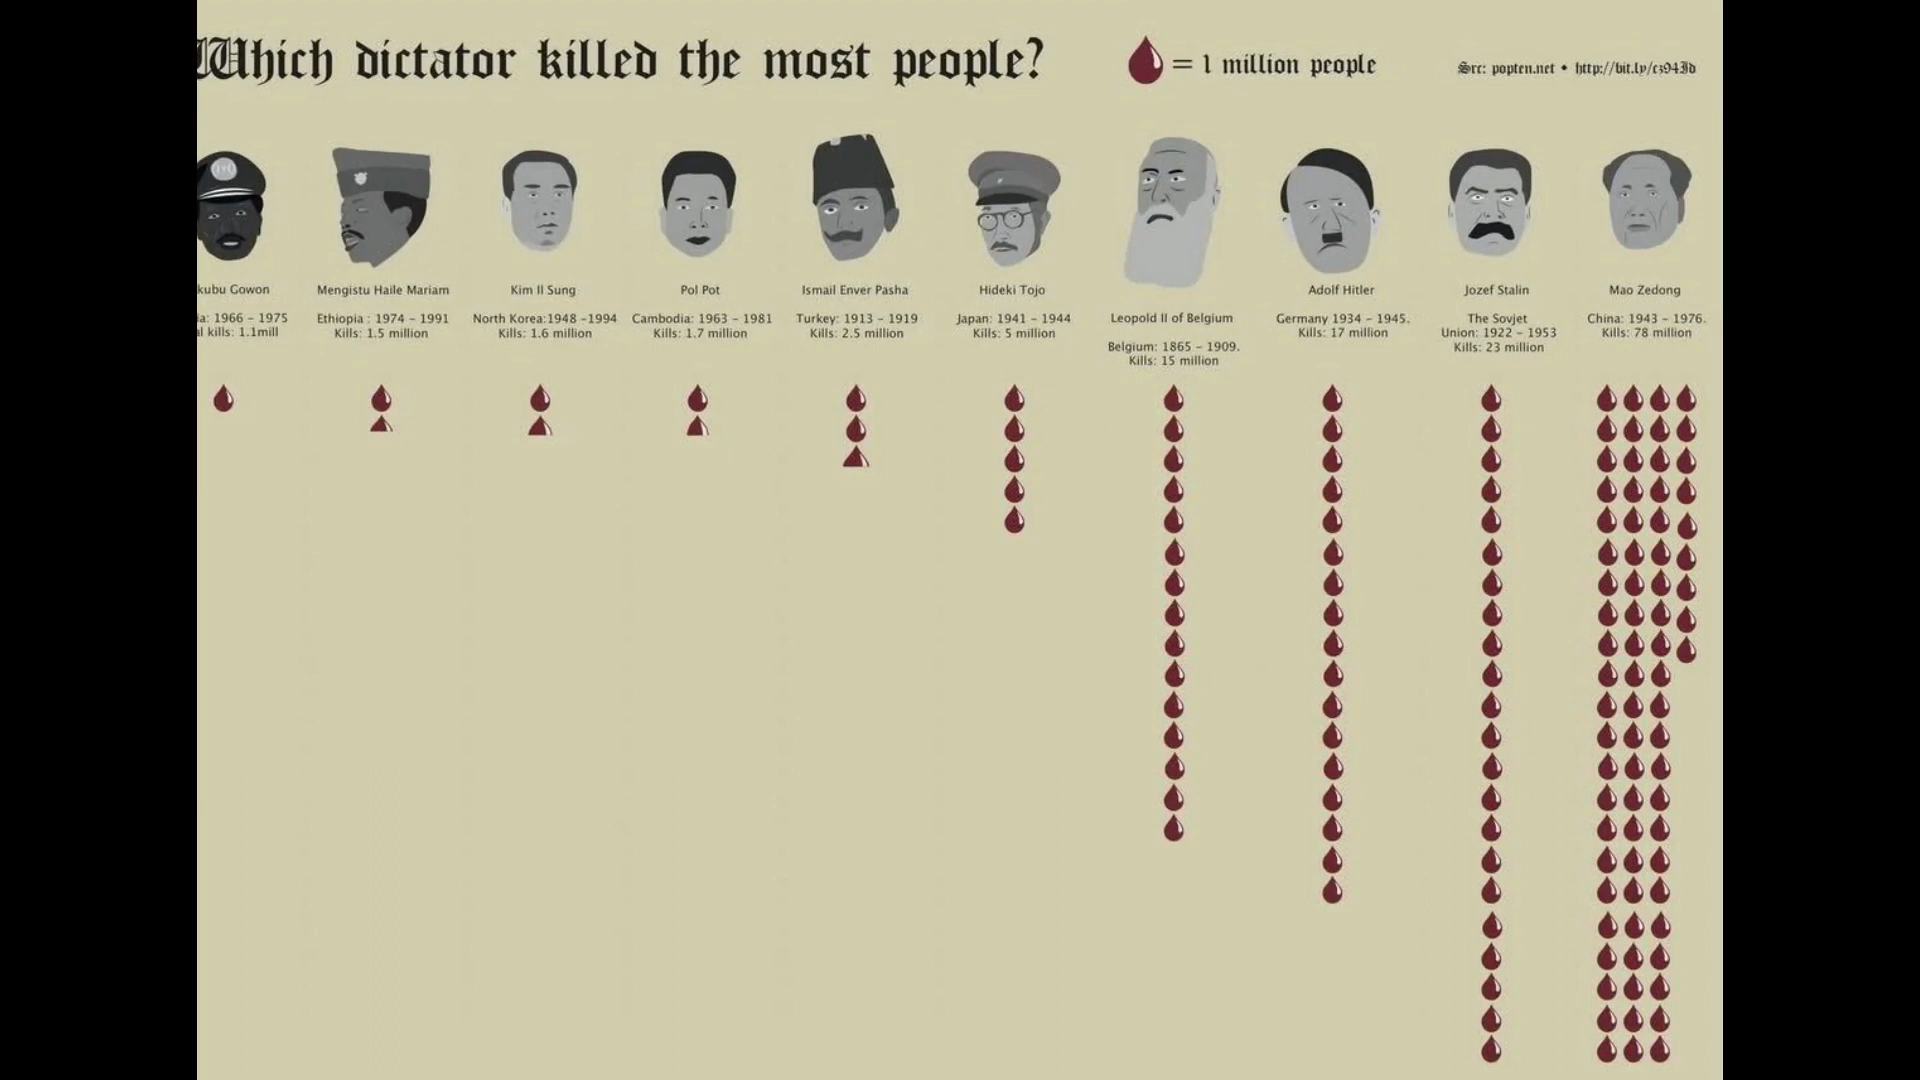 Which dictator killed the most people?
= 1 million people
Src: popten.net • http://bit.ly/cz94Jd
kubu Gowon
ia: 1966 - 1975
al kills: 1.1mill
Mengistu Haile Mariam
Ethiopia : 1974 - 1991
Kills: 1.5 million
Kim Il Sung
North Korea:1948 -1994
Kills: 1.6 million
Pol Pot
Cambodia: 1963 - 1981
Kills: 1.7 million
Ismail Enver Pasha
Turkey: 1913 - 1919
Kills: 2.5 million
Hideki Tojo
Japan: 1941 - 1944
Kills: 5 million
Leopold II of Belgium
Belgium: 1865 - 1909.
Kills: 15 million
Adolf Hitler
Germany 1934 - 1945.
Kills: 17 million
Jozef Stalin
The Sovjet
Union: 1922 - 1953
Kills: 23 million
Mao Zedong
China: 1943 - 1976.
Kills: 78 million